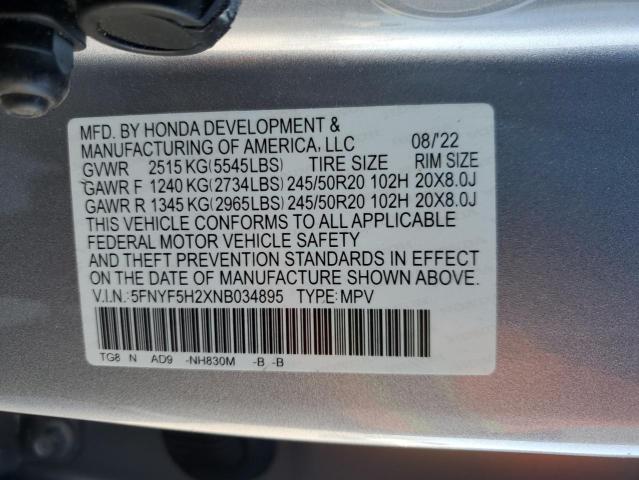 MFD. BY HONDA DEVELOPMENT &
MANUFACTURING OF AMERICA, LLC 08/'22
GVWR 2515 KG(5545LBS) TIRE SIZE RIM SIZE
GAWR F 1240 KG(2734LBS) 245/50R20 102H 20X8.0J
GAWR R 1345 KG(2965LBS) 245/50R20 102H 20X8.0J
THIS VEHICLE CONFORMS TO ALL APPLICABLE
FEDERAL MOTOR VEHICLE SAFETY
AND THEFT PREVENTION STANDARDS IN EFFECT
ON THE DATE OF MANUFACTURE SHOWN ABOVE.
V.I.N.: 5FNYF5H2XNB034895 TYPE: MPV
TG8 N AD9 -NH830M -B -B